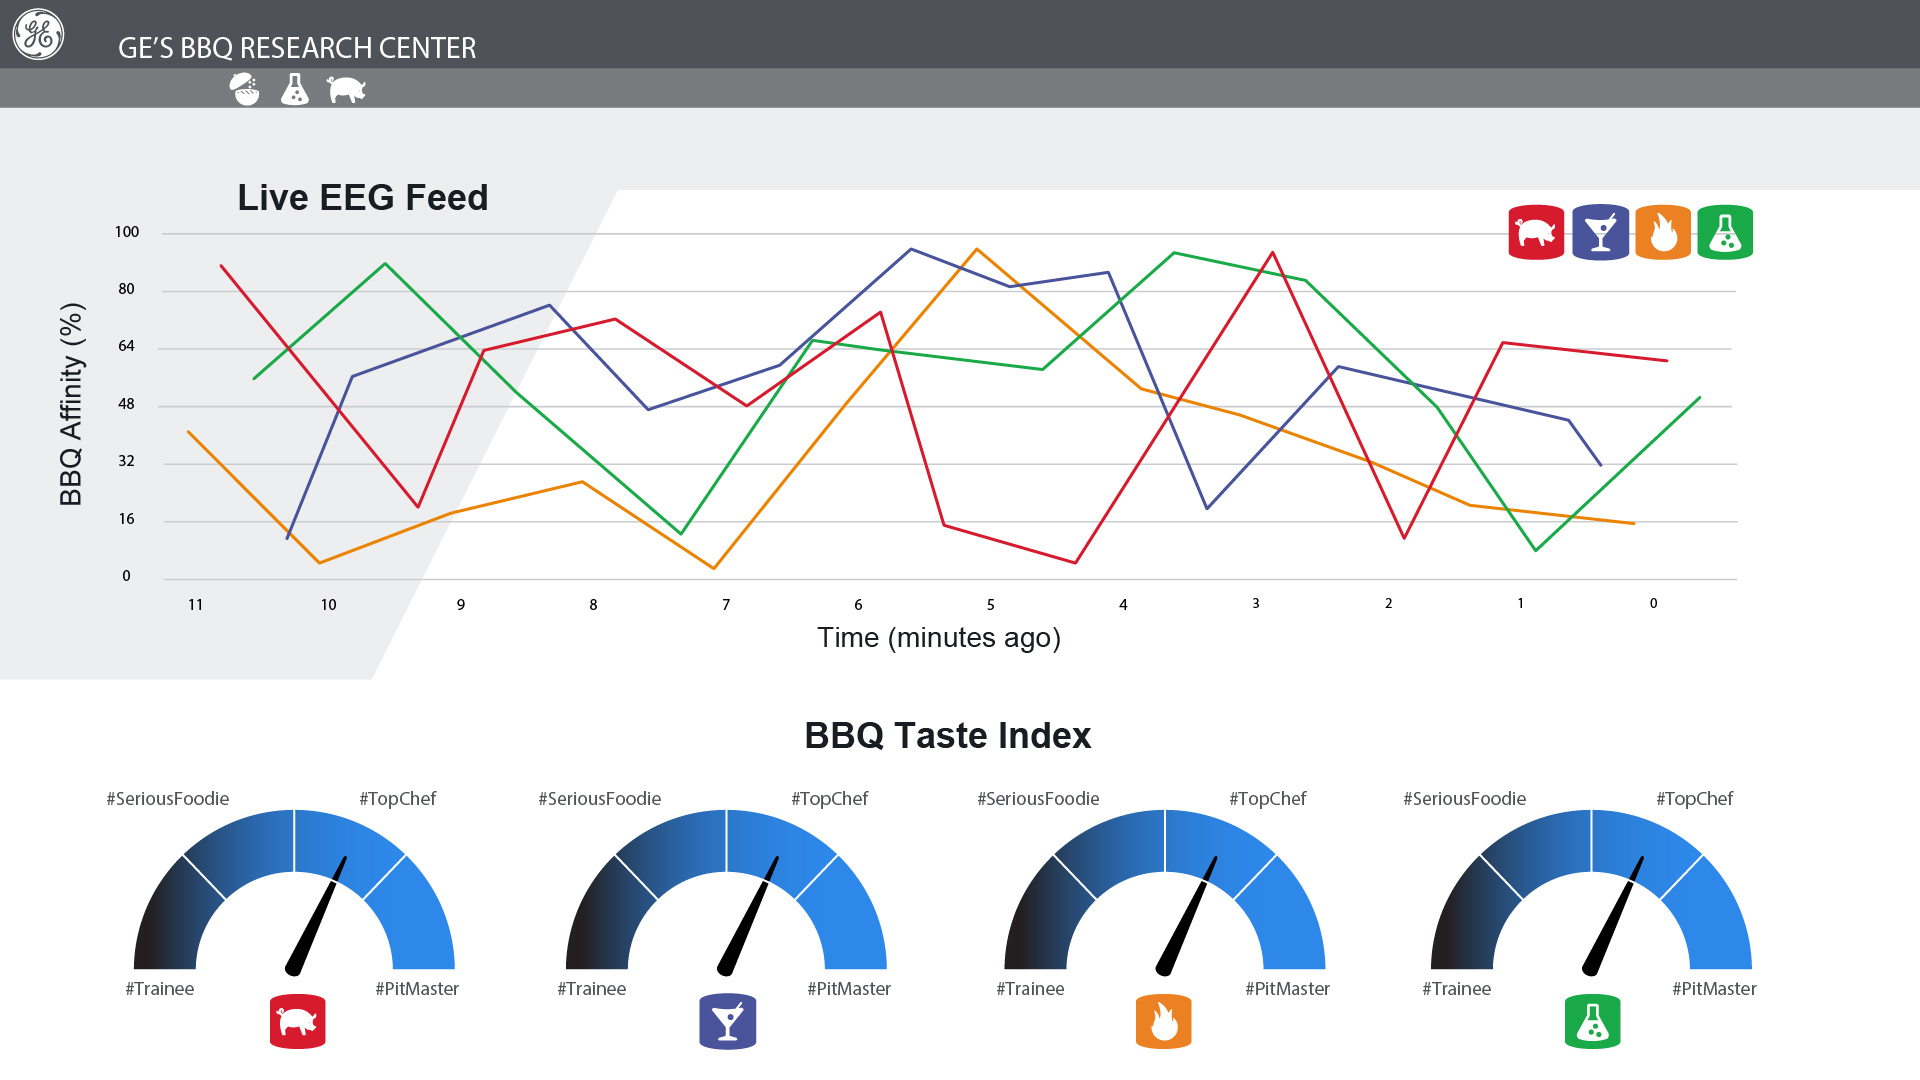 GE
GE'S BBQ RESEARCH CENTER
Live EEG Feed
100
80
64
48
32
16
0
BBQ Affinity (%)
11 10 9 8 7 6 5 4 3 2 1 0
Time (minutes ago)
BBQ Taste Index
#SeriousFoodie #TopChef #SeriousFoodie #TopChef #SeriousFoodie #TopChef #SeriousFoodie #TopChef
#Trainee #PitMaster #Trainee #PitMaster #Trainee #PitMaster #Trainee #PitMaster